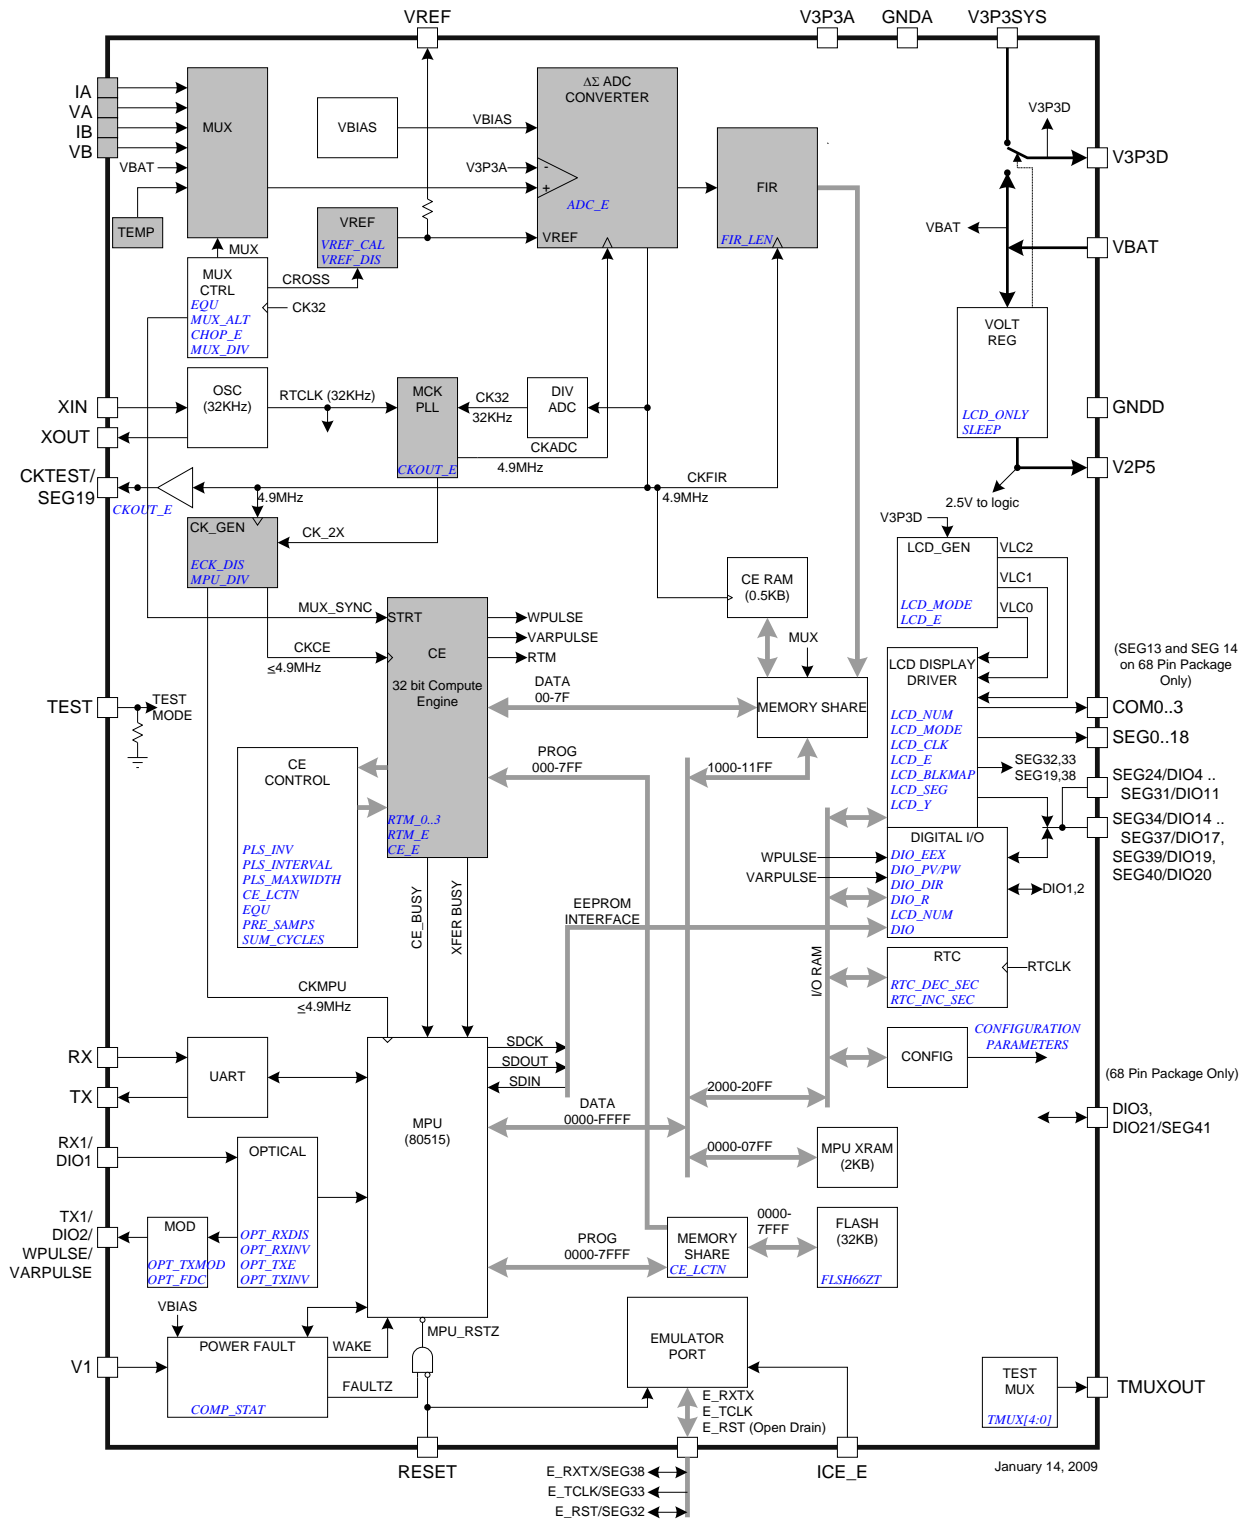 VREF
V3P3A
GNDA
V3P3SYS
IA
VA
IB
VB
VBAT
TEMP
MUX
VBIAS
VBIAS
ΔΣ ADC
CONVERTER
V3P3A
-
+
ADC_E
VREF
FIR
FIR_LEN
VREF
VREF_CAL
VREF_DIS
V3P3D
V3P3D
VBAT
VBAT
MUX
MUX
CTRL
EQU
MUX_ALT
CHOP_E
MUX_DIV
CROSS
CK32
VOLT
REG
LCD_ONLY
SLEEP
GNDD
V2P5
2.5V to logic
XIN
XOUT
OSC
(32KHz)
RTCLK (32KHz)
MCK
PLL
CKOUT_E
CK32
32KHz
DIV
ADC
CKADC
4.9MHz
CKFIR
4.9MHz
CKTEST/
SEG19
CKOUT_E
4.9MHz
CK_GEN
ECK_DIS
MPU_DIV
CK_2X
V3P3D
LCD_GEN
LCD_MODE
LCD_E
VLC2
VLC1
VLC0
CE RAM
(0.5KB)
MUX
MUX_SYNC
STRT
CKCE
≤4.9MHz
CE
32 bit Compute
Engine
RTM_0..3
RTM_E
CE_E
WPULSE
VARPULSE
RTM
DATA
00-7F
MEMORY SHARE
PROG
000-7FF
1000-11FF
LCD DISPLAY
DRIVER
LCD_NUM
LCD_MODE
LCD_CLK
LCD_E
LCD_BLKMAP
LCD_SEG
LCD_Y
(SEG13 and SEG 14
on 68 Pin Package
Only)
COM0..3
SEG0..18
SEG32,33
SEG19,38
SEG24/DIO4 ..
SEG31/DIO11
SEG34/DIO14 ..
SEG37/DIO17,
SEG39/DIO19,
SEG40/DIO20
TEST
TEST
MODE
CE
CONTROL
PLS_INV
PLS_INTERVAL
PLS_MAXWIDTH
CE_LCTN
EQU
PRE_SAMPS
SUM_CYCLES
CE_BUSY
XFER BUSY
WPULSE
VARPULSE
DIGITAL I/O
DIO_EEX
DIO_PV/PW
DIO_DIR
DIO_R
LCD_NUM
DIO
DIO1,2
EEPROM
INTERFACE
I/O RAM
RTC
RTC_DEC_SEC
RTC_INC_SEC
RTCLK
CKMPU
≤4.9MHz
CONFIG
CONFIGURATION
PARAMETERS
RX
TX
UART
MPU
(80515)
SDCK
SDOUT
SDIN
DATA
0000-FFFF
2000-20FF
0000-07FF
MPU XRAM
(2KB)
(68 Pin Package Only)
DIO3,
DIO21/SEG41
RX1/
DIO1
OPTICAL
OPT_RXDIS
OPT_RXINV
OPT_TXE
OPT_TXINV
TX1/
DIO2/
WPULSE/
VARPULSE
MOD
OPT_TXMOD
OPT_FDC
PROG
0000-7FFF
MEMORY
SHARE
CE_LCTN
0000-
7FFF
FLASH
(32KB)
FLSH66ZT
VBIAS
V1
POWER FAULT
COMP_STAT
WAKE
FAULTZ
MPU_RSTZ
EMULATOR
PORT
E_RXTX
E_TCLK
E_RST (Open Drain)
TEST
MUX
TMUX[4:0]
TMUXOUT
RESET
ICE_E
January 14, 2009
E_RXTX/SEG38
E_TCLK/SEG33
E_RST/SEG32